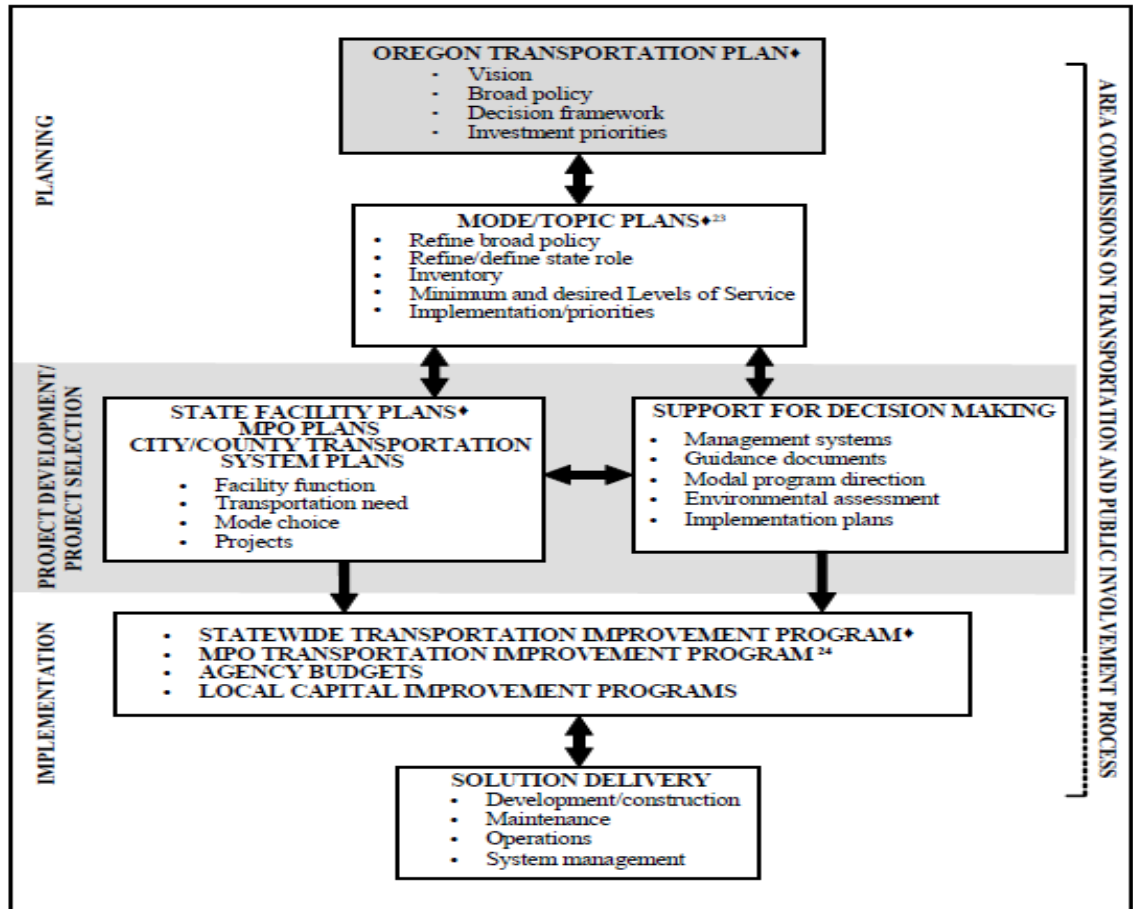 OREGON TRANSPORTATION PLAN♦
· Vision
· Broad policy
· Decision framework
· Investment priorities
PLANNING
MODE/TOPIC PLANS♦²³
• Refine broad policy
• Refine/define state role
• Inventory
• Minimum and desired Levels of Service
• Implementation/priorities
PROJECT DEVELOPMENT/
PROJECT SELECTION
STATE FACILITY PLANS♦
MPO PLANS
CITY/COUNTY TRANSPORTATION
SYSTEM PLANS
• Facility function
• Transportation need
• Mode choice
• Projects
SUPPORT FOR DECISION MAKING
• Management systems
• Guidance documents
• Modal program direction
• Environmental assessment
• Implementation plans
IMPLEMENTATION
• STATEWIDE TRANSPORTATION IMPROVEMENT PROGRAM♦
• MPO TRANSPORTATION IMPROVEMENT PROGRAM ²⁴
• AGENCY BUDGETS
• LOCAL CAPITAL IMPROVEMENT PROGRAMS
SOLUTION DELIVERY
• Development/construction
• Maintenance
• Operations
• System management
AREA COMMISSIONS ON TRANSPORTATION AND PUBLIC INVOLVEMENT PROCESS